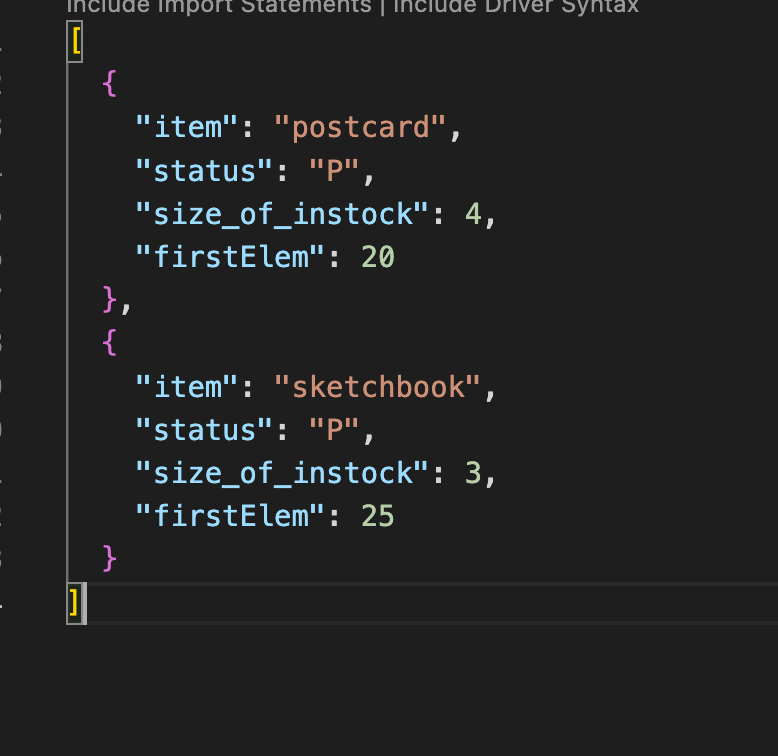 Include Import Statements | Include Driver Syntax
[
{
"item": "postcard",
"status": "P",
"size_of_instock": 4,
"firstElem": 20
},
{
"item": "sketchbook",
"status": "P",
"size_of_instock": 3,
"firstElem": 25
}
]